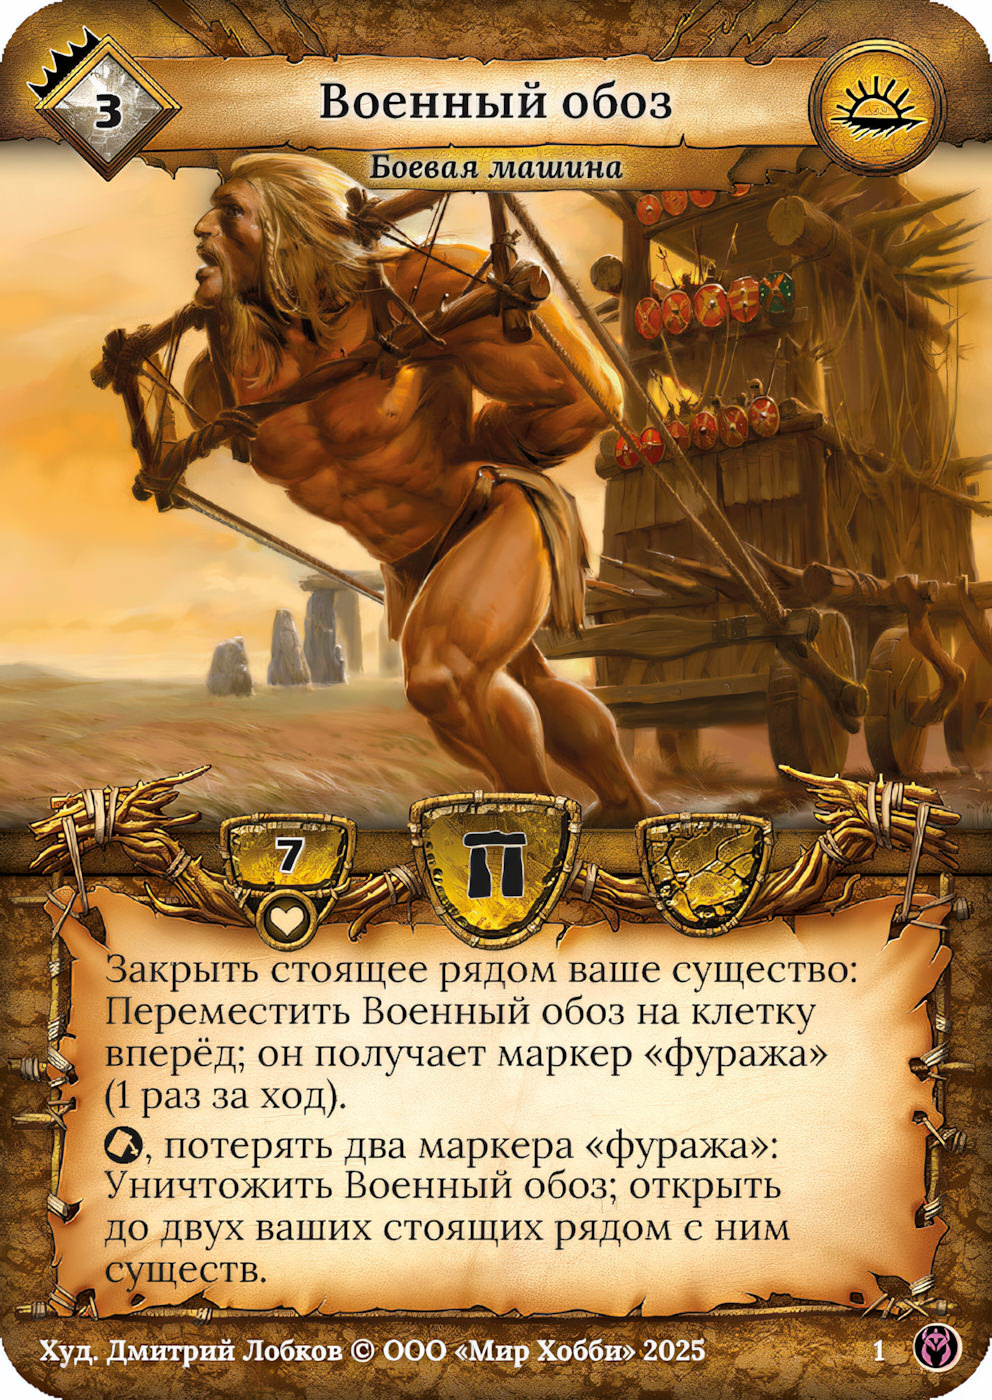 3
Военный обоз
Боевая машина
7
Закрыть стоящее рядом ваше существо:
Переместить Военный обоз на клетку
вперёд; он получает маркер «фуража»
(1 раз за ход).
, потерять два маркера «фуража»:
Уничтожить Военный обоз; открыть
до двух ваших стоящих рядом с ним
существ.
Худ. Дмитрий Лобков © ООО «Мир Хобби» 2025 1